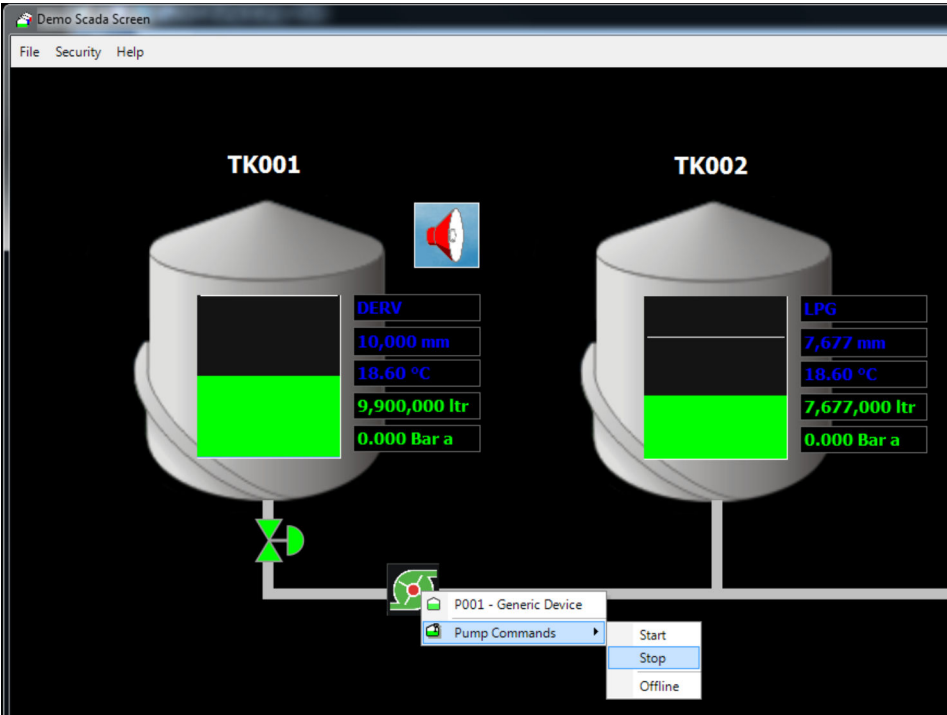 Demo Scada Screen
File Security Help
TK001
TK002
DERV
10,000 mm
18.60 °C
9,900,000 ltr
0.000 Bar a
LPG
7,677 mm
18.60 °C
7,677,000 ltr
0.000 Bar a
P001 - Generic Device
Pump Commands
Start
Stop
Offline